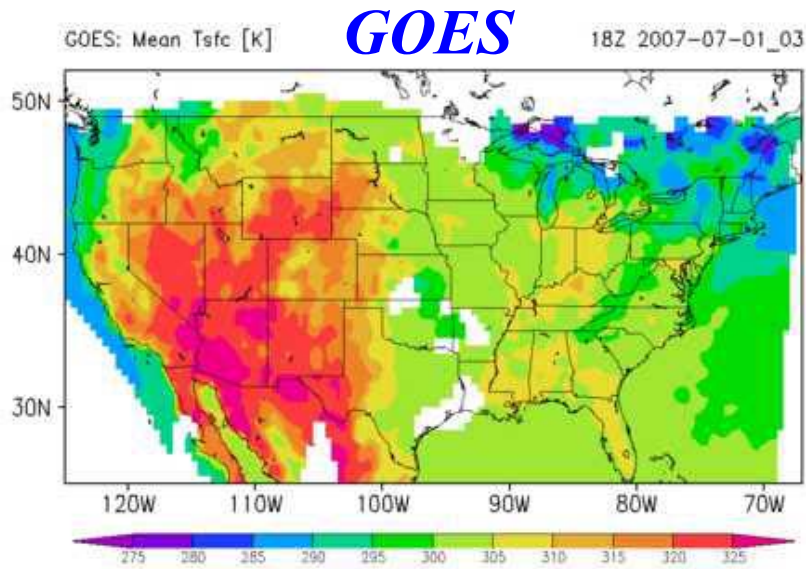 GOES: Mean Tsfc [K] GOES 18Z 2007-07-01_03
50N
40N
30N
120W 110W 100W 90W 80W 70W
275 280 285 290 295 300 305 310 315 320 325